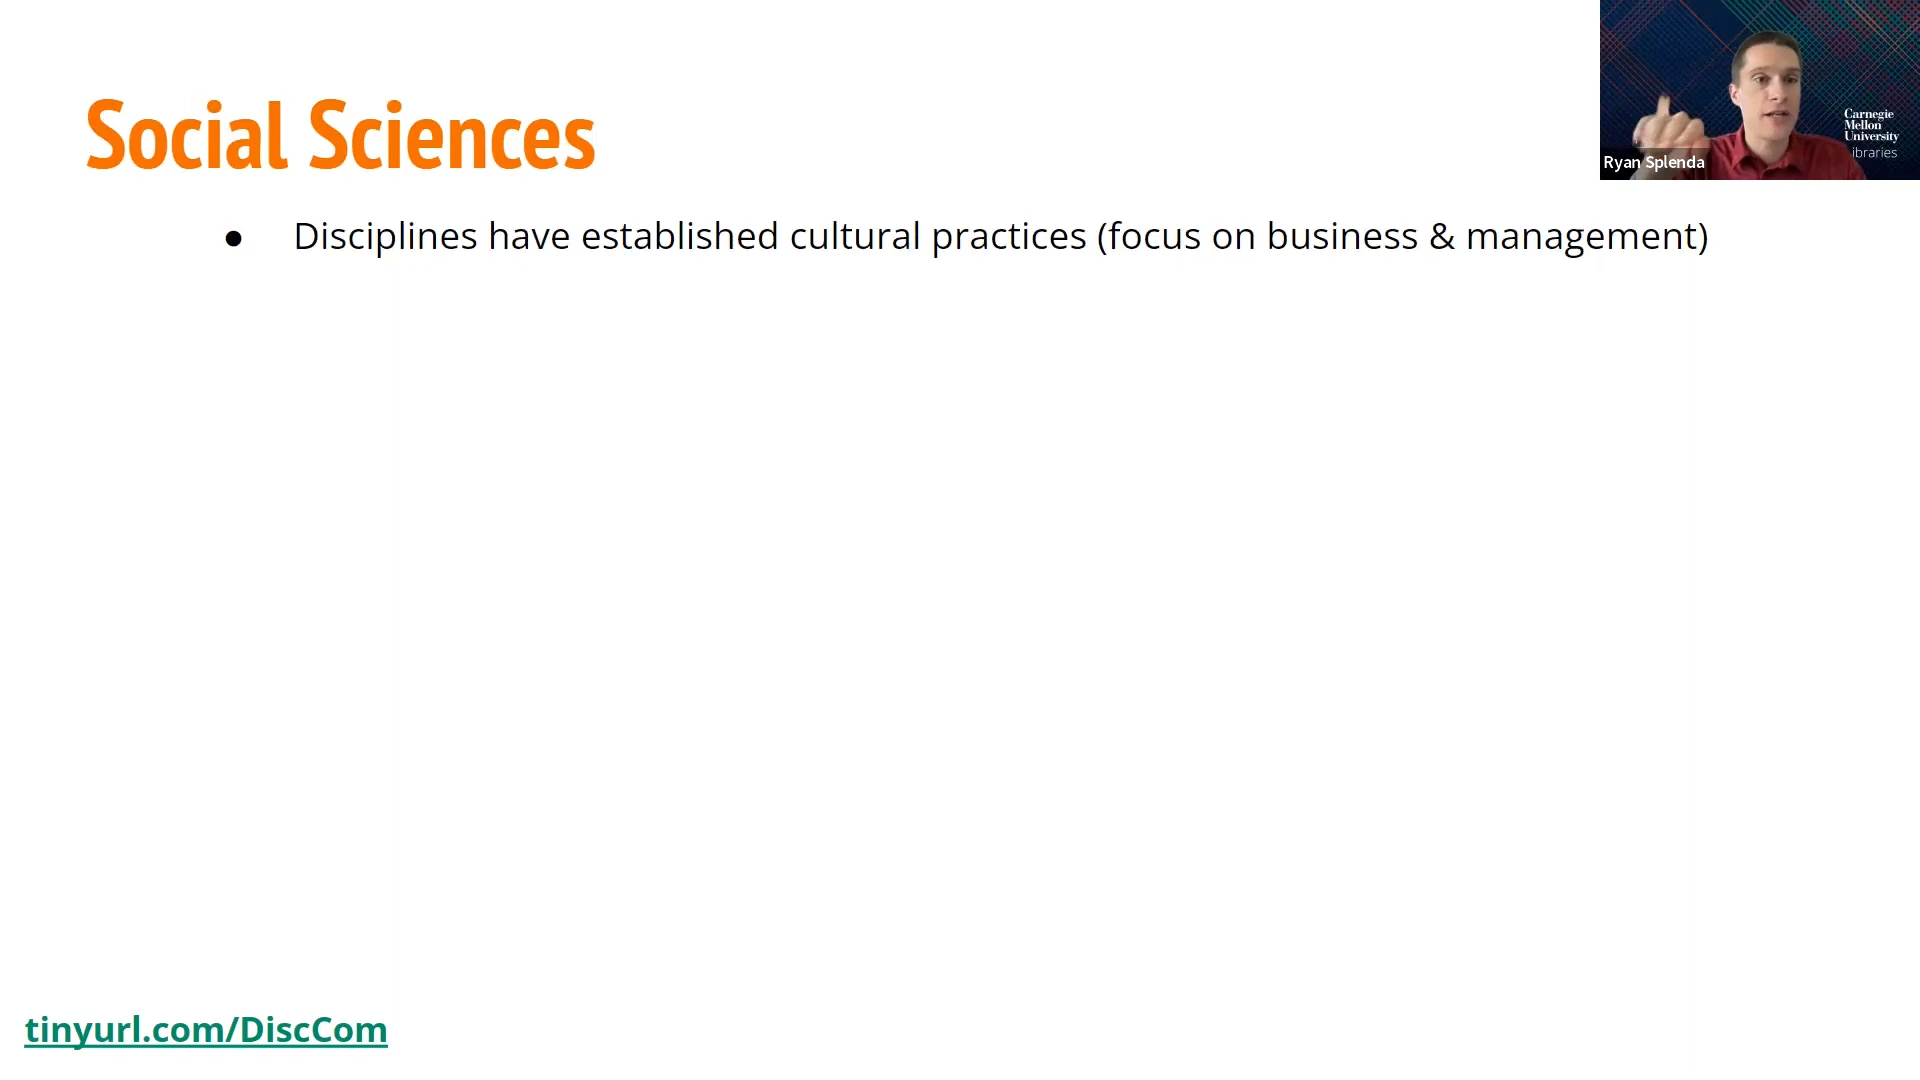 Social Sciences
● Disciplines have established cultural practices (focus on business & management)
Carnegie
Mellon
University
ibraries
Ryan Splenda
tinyurl.com/DiscCom